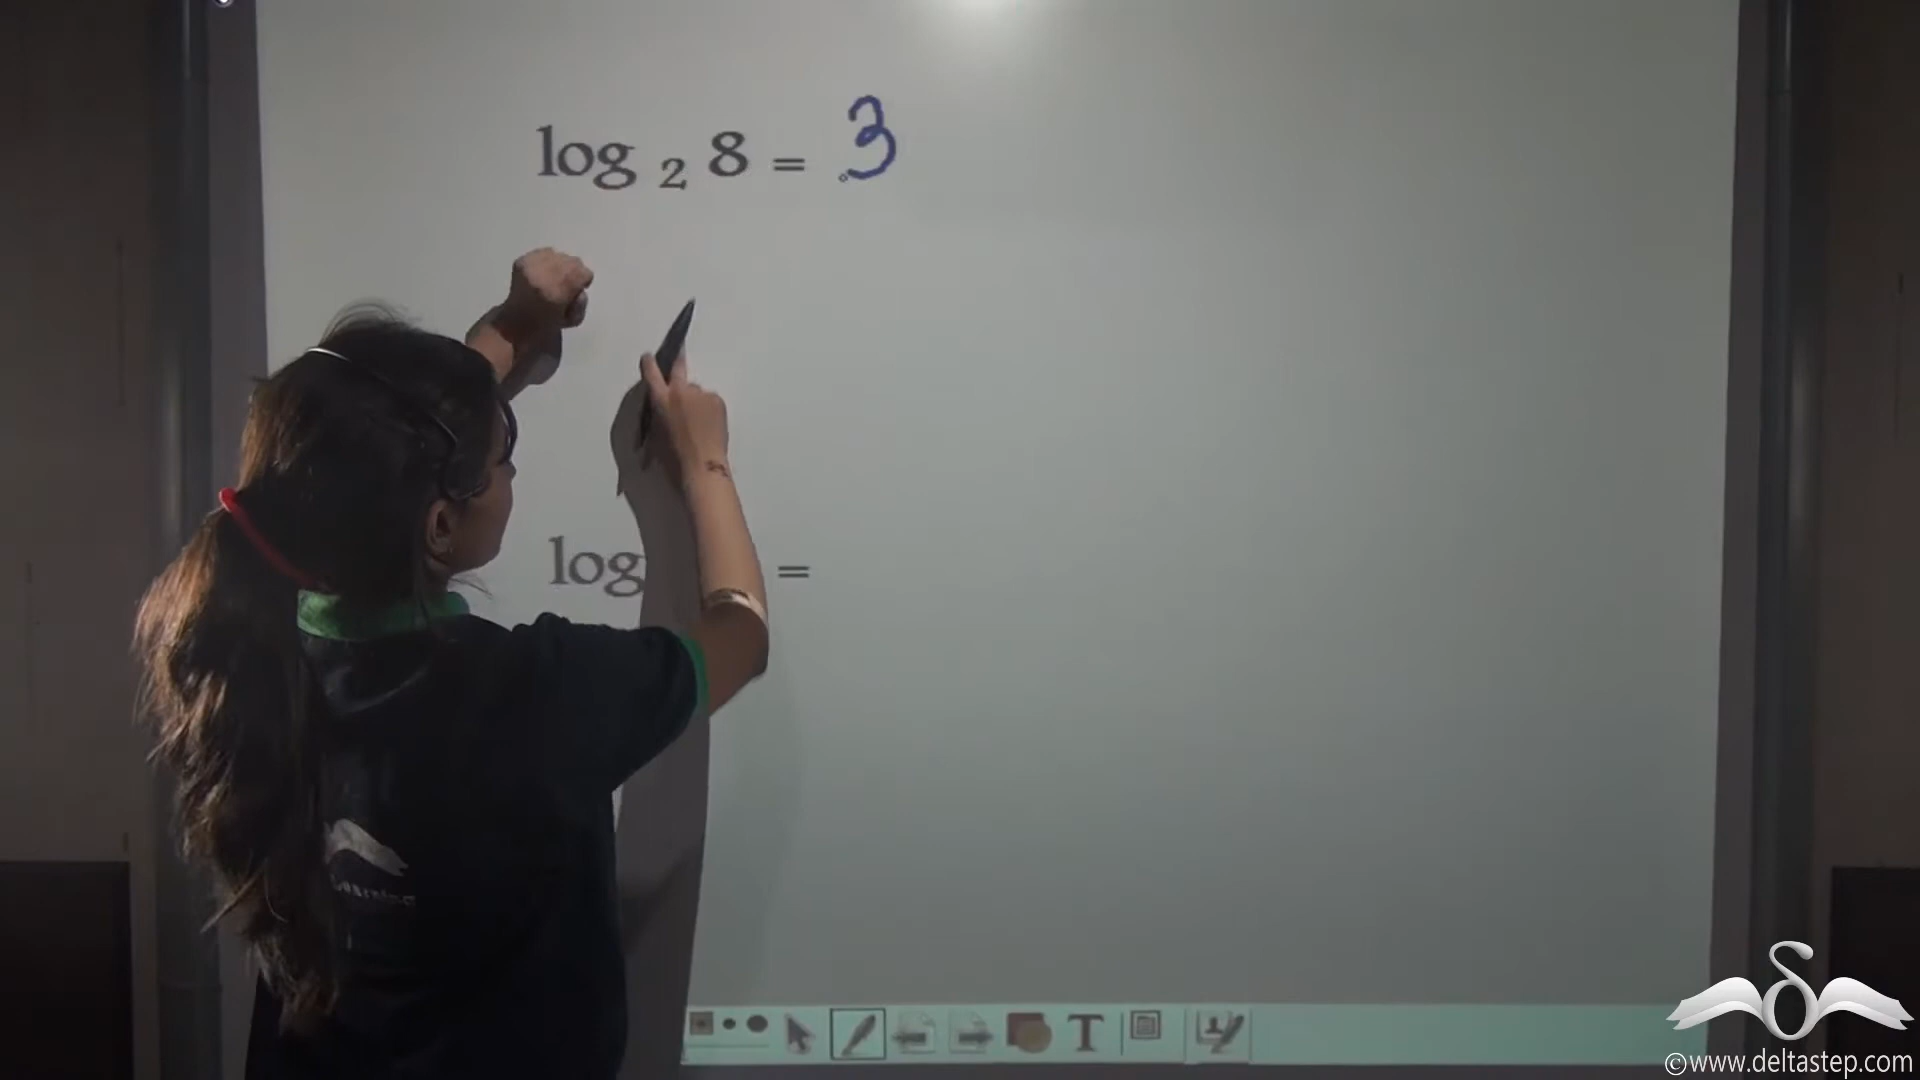 log ₂ 8 = 3
log =
T
©www.deltastep.com